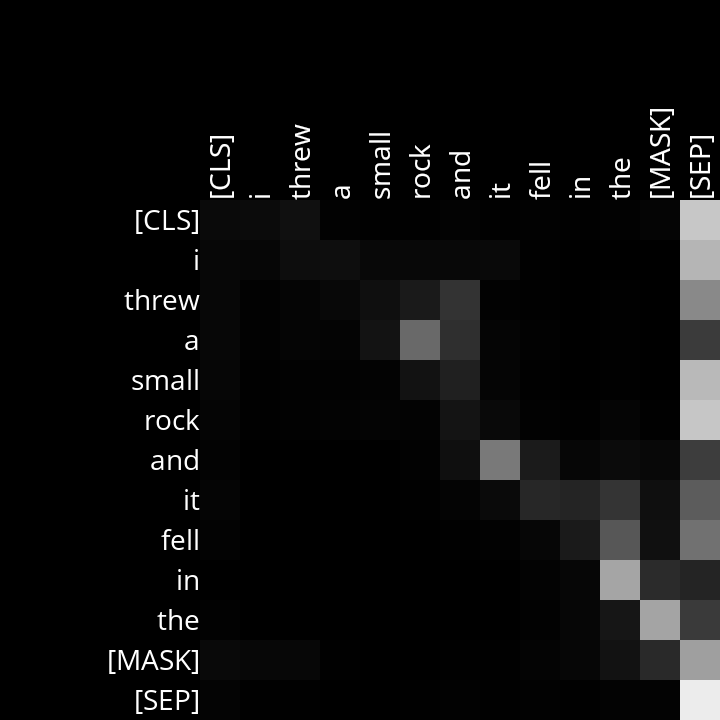 [CLS] i threw a small rock and it fell in the [MASK] [SEP]
[CLS]
i
threw
a
small
rock
and
it
fell
in
the
[MASK]
[SEP]